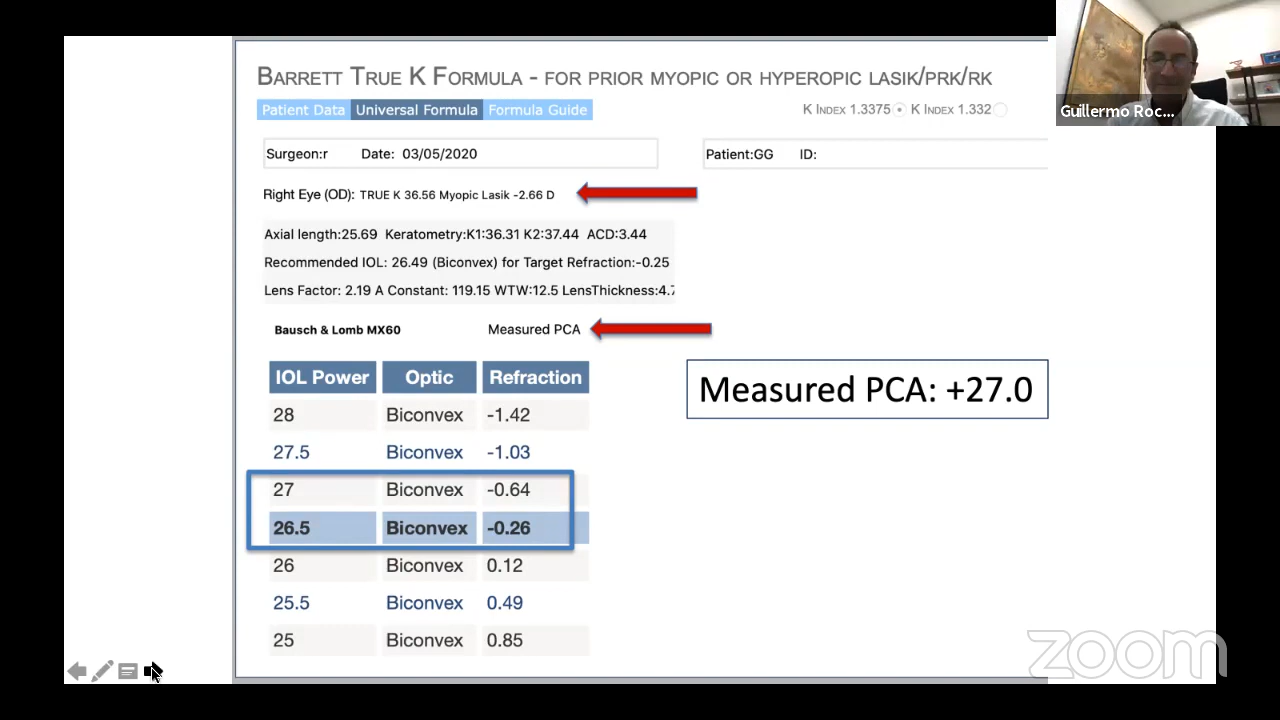 BARRETT TRUE K FORMULA - FOR PRIOR MYOPIC OR HYPEROPIC LASIK/PRK/RK
Patient Data Universal Formula Formula Guide
K INDEX 1.3375 K INDEX 1.332
Guillermo Roc...
Surgeon:r Date: 03/05/2020
Patient:GG ID:
Right Eye (OD): TRUE K 36.56 Myopic Lasik -2.66 D
Axial length:25.69 Keratometry:K1:36.31 K2:37.44 ACD:3.44
Recommended IOL: 26.49 (Biconvex) for Target Refraction:-0.25
Lens Factor: 2.19 A Constant: 119.15 WTW:12.5 LensThickness:4.7
Bausch & Lomb MX60 Measured PCA
IOL Power Optic Refraction
28 Biconvex -1.42
27.5 Biconvex -1.03
27 Biconvex -0.64
26.5 Biconvex -0.26
26 Biconvex 0.12
25.5 Biconvex 0.49
25 Biconvex 0.85
Measured PCA: +27.0
zoom